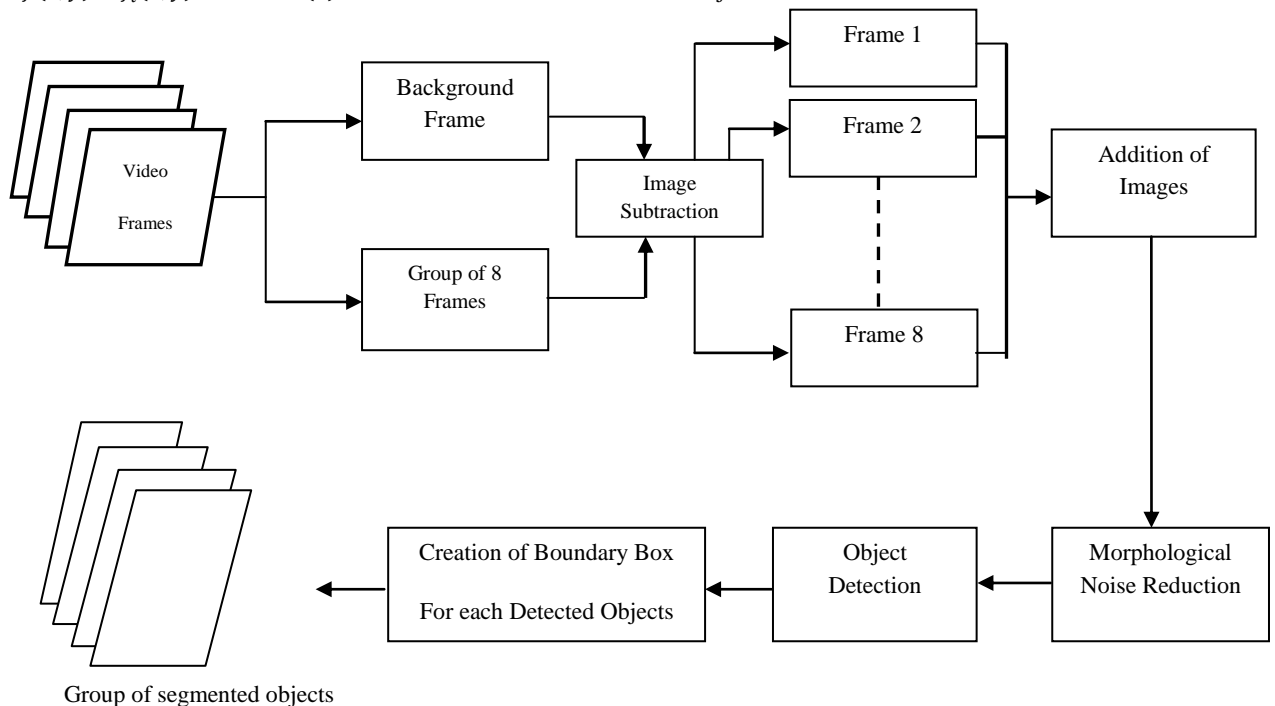 Frame 1
Background
Frame
Frame 2
Video
Frames
Image
Subtraction
Addition of
Images
Group of 8
Frames
Frame 8
Creation of Boundary Box
For each Detected Objects
Object
Detection
Morphological
Noise Reduction
Group of segmented objects